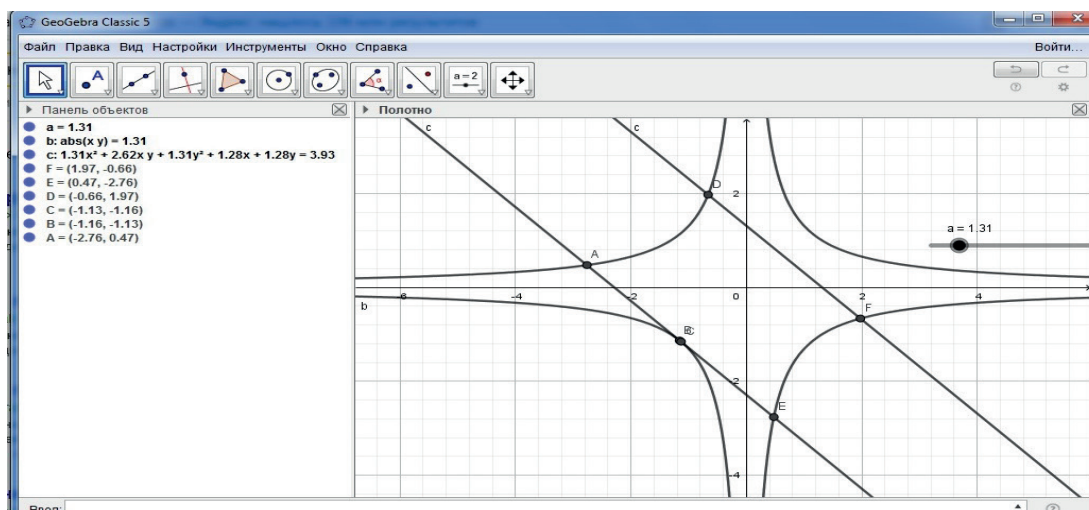 GeoGebra Classic 5
Файл Правка Вид Настройки Инструменты Окно Справка
Войти...
A
α
a = 2
Панель объектов
Полотно
a = 1.31
b: abs(x y) = 1.31
c: 1.31x² + 2.62x y + 1.31y² + 1.28x + 1.28y = 3.93
F = (1.97, -0.66)
E = (0.47, -2.76)
D = (-0.66, 1.97)
C = (-1.13, -1.16)
B = (-1.16, -1.13)
A = (-2.76, 0.47)
c
c
D
2
a = 1.31
A
-6
-4
-2
0
2
4
b
F
B
C
-2
E
-4
Ввод: